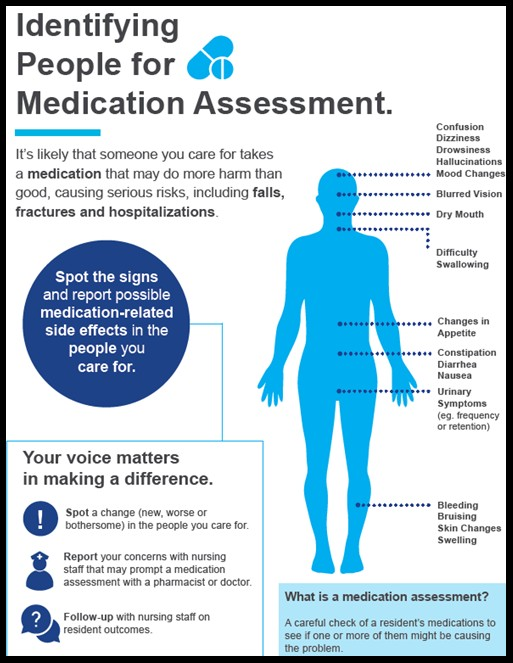 Identifying
People for
Medication Assessment.
It's likely that someone you care for takes
a medication that may do more harm than
good, causing serious risks, including falls,
fractures and hospitalizations.
Spot the signs
and report possible
medication-related
side effects in the
people you
care for.
Confusion
Dizziness
Drowsiness
Hallucinations
Mood Changes
Blurred Vision
Dry Mouth
Difficulty
Swallowing
Changes in
Appetite
Constipation
Diarrhea
Nausea
Urinary
Symptoms
(eg. frequency
or retention)
Bleeding
Bruising
Skin Changes
Swelling
Your voice matters
in making a difference.
!
Spot a change (new, worse or
bothersome) in the people you care for.
Report your concerns with nursing
staff that may prompt a medication
assessment with a pharmacist or doctor.
?
Follow-up with nursing staff on
resident outcomes.
What is a medication assessment?
A careful check of a resident's medications to
see if one or more of them might be causing
the problem.